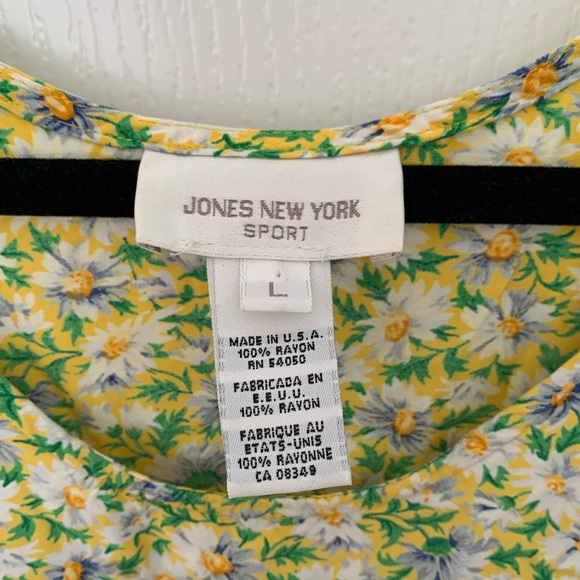 JONES NEW YORK
SPORT
L
MADE IN U.S.A.
100% RAYON
RN 54050
FABRICADA EN
E.E.U.U.
100% RAYON
FABRIQUE AU
ETATS-UNIS
100% RAYONNE
CA 08349